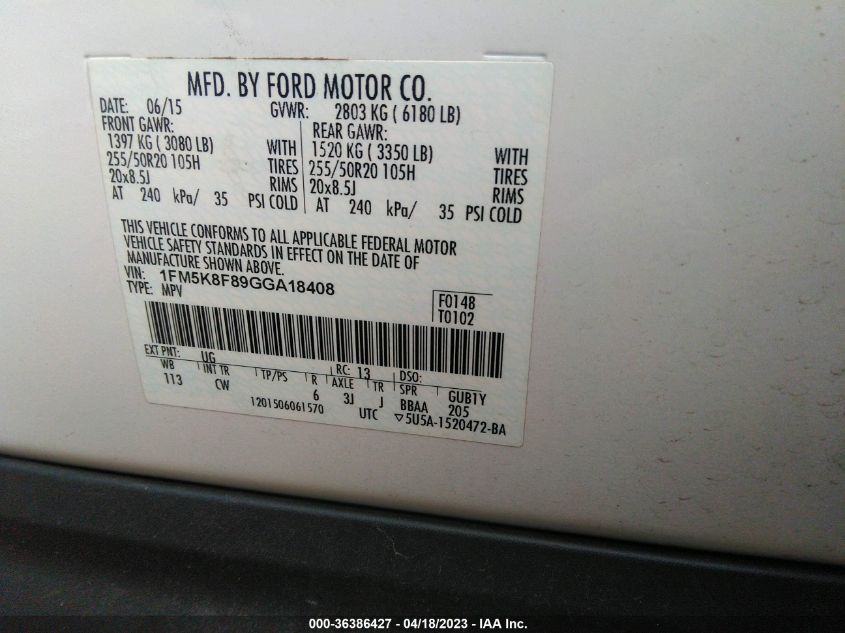 MFD. BY FORD MOTOR CO.
DATE: 06/15 GVWR: 2803 KG ( 6180 LB)
FRONT GAWR: REAR GAWR:
1397 KG ( 3080 LB) WITH 1520 KG ( 3350 LB) WITH
255/50R20 105H TIRES 255/50R20 105H TIRES
20x8.5J RIMS 20x8.5J RIMS
AT 240 kPa/ 35 PSI COLD AT 240 kPa/ 35 PSI COLD
THIS VEHICLE CONFORMS TO ALL APPLICABLE FEDERAL MOTOR
VEHICLE SAFETY STANDARDS IN EFFECT ON THE DATE OF
MANUFACTURE SHOWN ABOVE.
VIN: 1FM5K8F89GGA18408
TYPE: MPV
F0148
T0102
EXT PNT: UG RC: 13 DSO:
WB INT TR TP/PS R AXLE TR SPR GUB1Y
113 CW 6 3J J BBAA 205
1201506061570 UTC ▽5U5A-1520472-BA
000-36386427 - 04/18/2023 - IAA Inc.